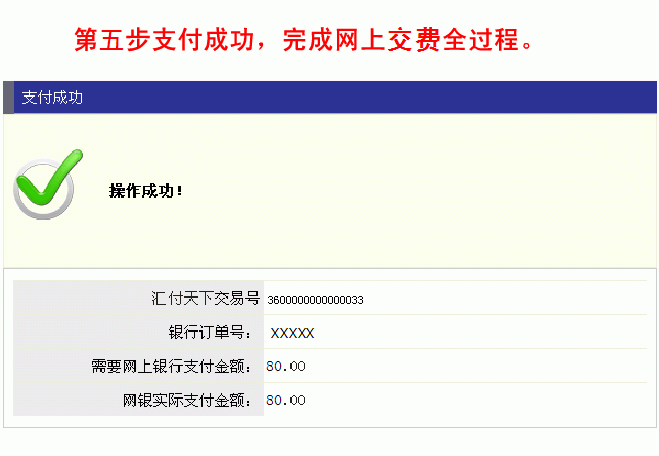 第五步支付成功，完成网上交费全过程。
支付成功
操作成功！
汇付天下交易号 3600000000000033
银行订单号： XXXXX
需要网上银行支付金额： 80.00
网银实际支付金额： 80.00